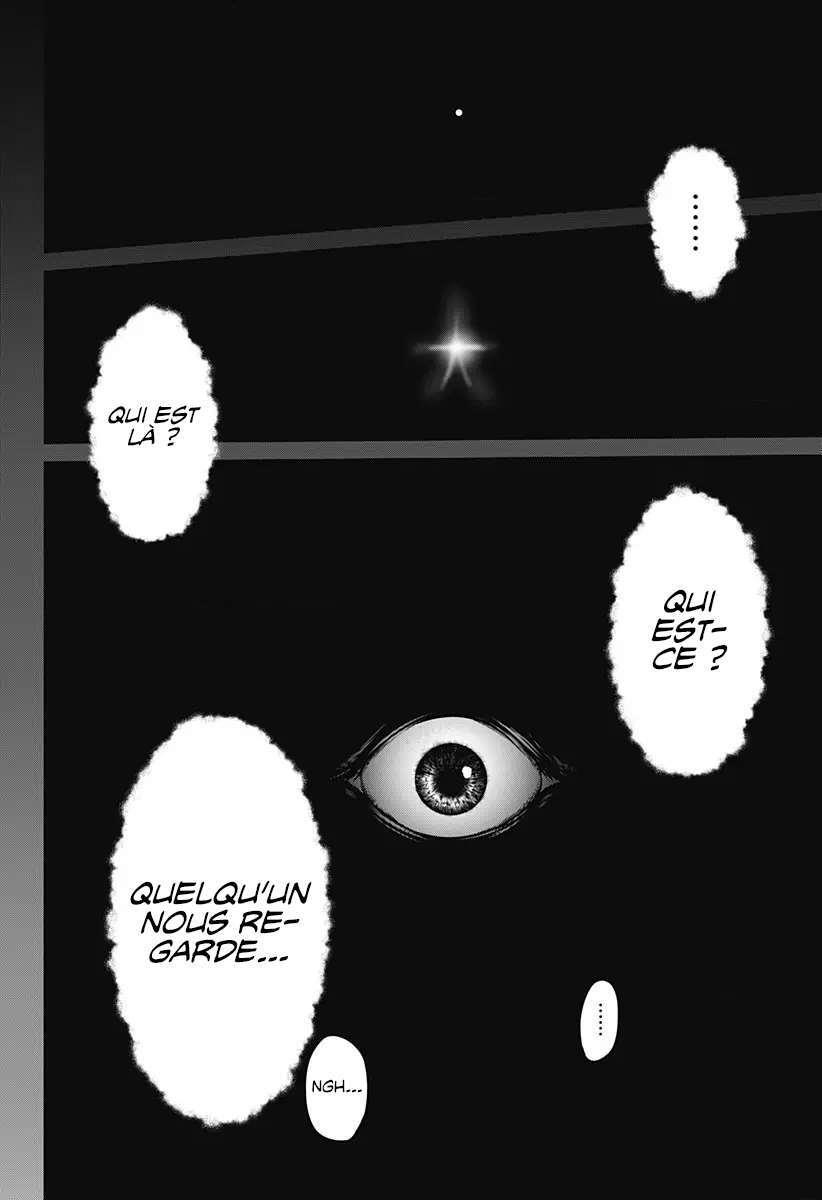 ........
QUI EST
LÀ ?
QUI
EST-
CE ?
QUELQU'UN
NOUS RE-
GARDE...
.......
NGH...